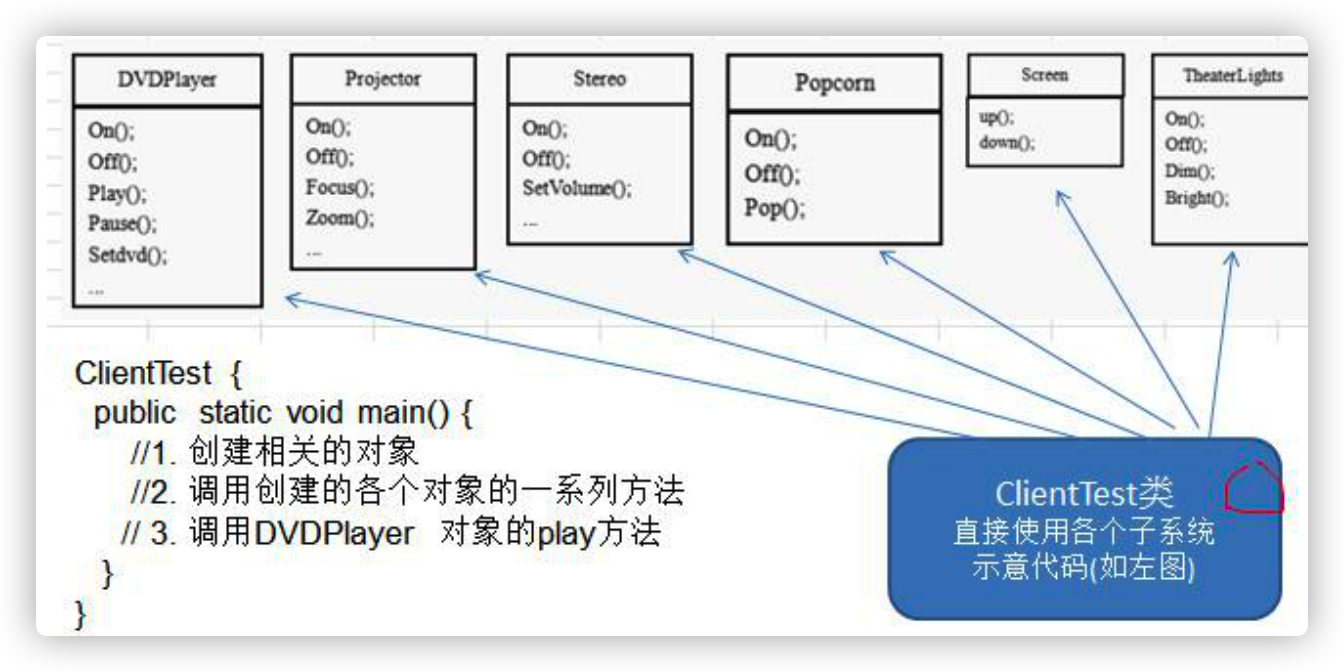 DVDPlayer
On();
Off();
Play();
Pause();
Setdvd();
...
Projector
On();
Off();
Focus();
Zoom();
...
Stereo
On();
Off();
SetVolume();
...
Popcorn
On();
Off();
Pop();
Screen
up();
down();
TheaterLights
On();
Off();
Dim();
Bright();
ClientTest {
public static void main() {
//1. 创建相关的对象
//2. 调用创建的各个对象的一系列方法
// 3. 调用DVDPlayer 对象的play方法
}
}
ClientTest类
直接使用各个子系统
示意代码(如左图)